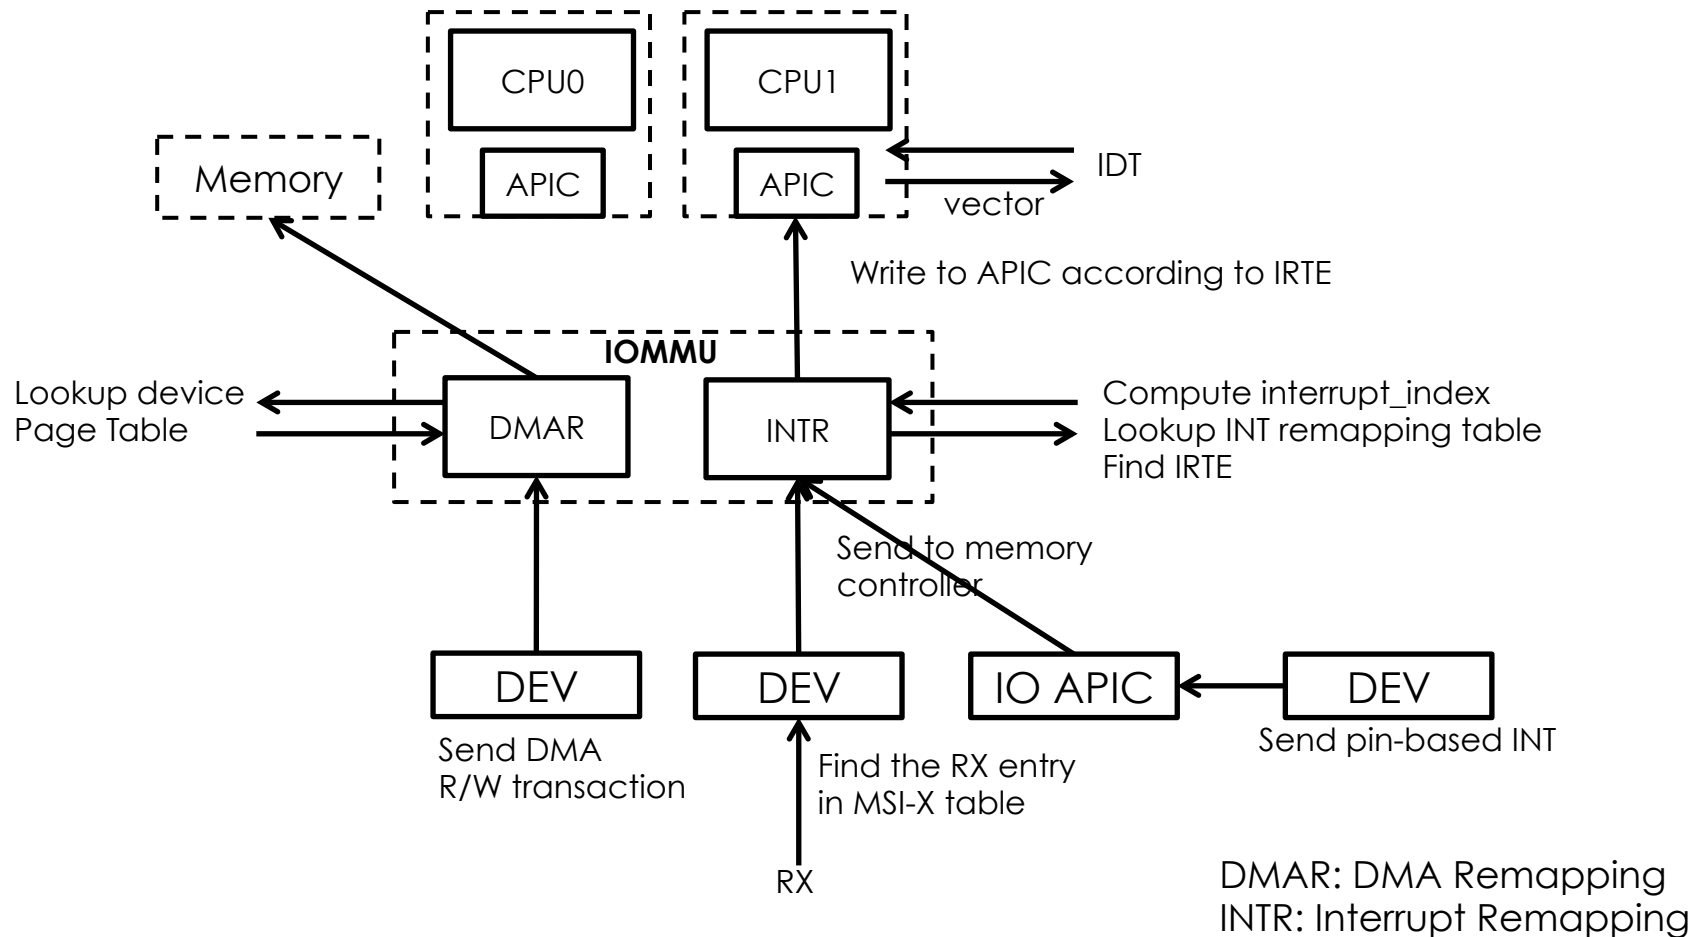 CPU0
CPU1
Memory
APIC
APIC
IDT
vector
Write to APIC according to IRTE
IOMMU
Lookup device
Page Table
DMAR
INTR
Compute interrupt_index
Lookup INT remapping table
Find IRTE
Send to memory
controller
DEV
DEV
IO APIC
DEV
Send DMA
R/W transaction
Find the RX entry
in MSI-X table
Send pin-based INT
RX
DMAR: DMA Remapping
INTR: Interrupt Remapping